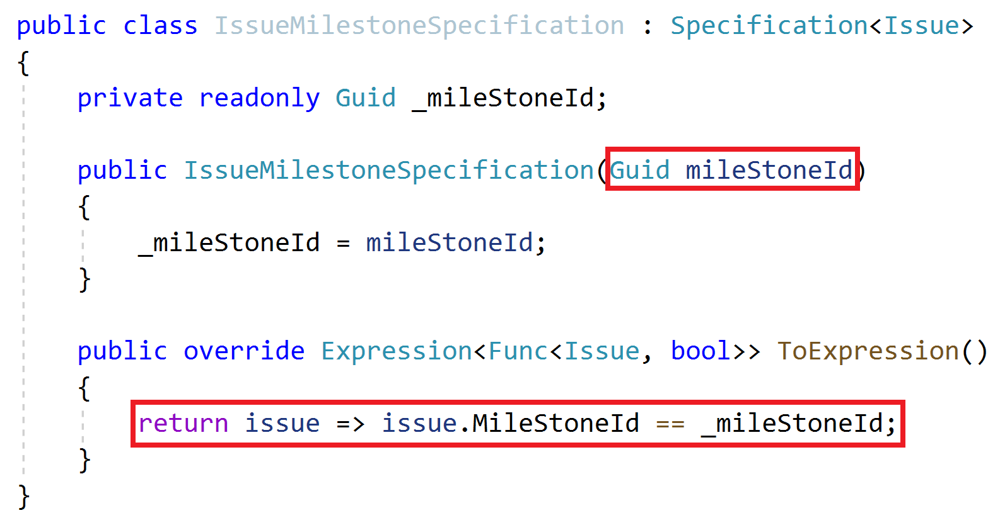 public class IssueMilestoneSpecification : Specification<Issue>
{
    private readonly Guid _mileStoneId;
    public IssueMilestoneSpecification(Guid mileStoneId)
    {
        _mileStoneId = mileStoneId;
    }
    public override Expression<Func<Issue, bool>> ToExpression()
    {
        return issue => issue.MileStoneId == _mileStoneId;
    }
}